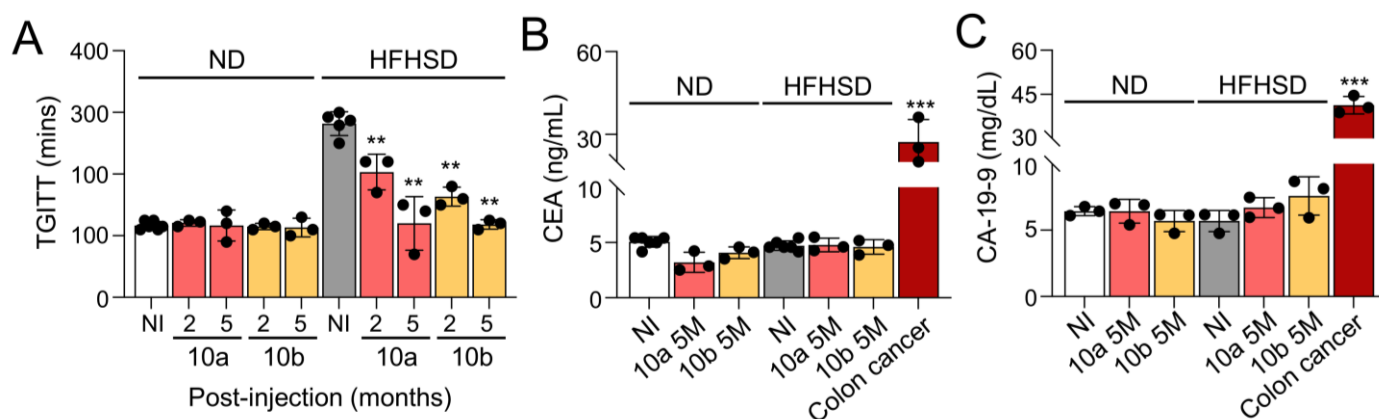 A
ND
HFHSD
TGITT (mins)
400
300
100
100
0
**
**
**
**
NI
2
5
2
5
NI
2
5
2
5
10a
10b
10a
10b
Post-injection (months)
B
ND
HFHSD
CEA (ng/mL)
60
30
10
5
0
***
NI
10a 5M
10b 5M
NI
10a 5M
10b 5M
Colon cancer
C
ND
HFHSD
CA-19-9 (mg/dL)
60
45
30
10
5
0
***
NI
10a 5M
10b 5M
NI
10a 5M
10b 5M
Colon cancer